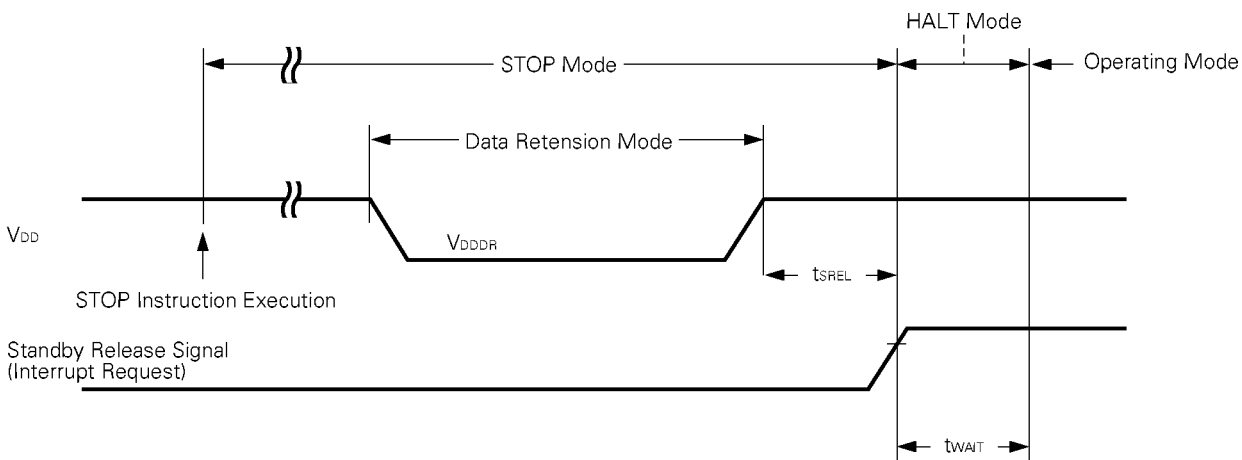 HALT Mode
STOP Mode
Operating Mode
Data Retension Mode
VDD
VDDDR
tSREL
STOP Instruction Execution
Standby Release Signal
(Interrupt Request)
tWAIT